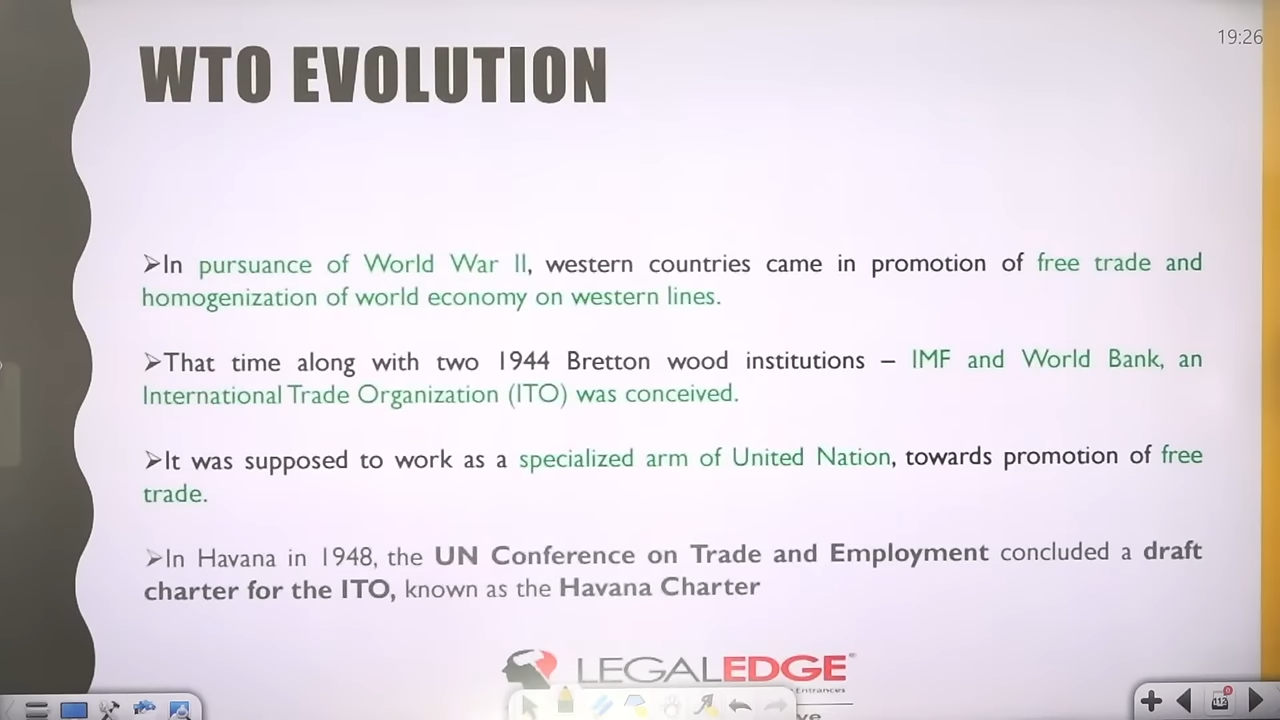 19:26
WTO EVOLUTION
➤In pursuance of World War II, western countries came in promotion of free trade and
homogenization of world economy on western lines.
➤That time along with two 1944 Bretton wood institutions – IMF and World Bank, an
International Trade Organization (ITO) was conceived.
➤It was supposed to work as a specialized arm of United Nation, towards promotion of free
trade.
➤In Havana in 1948, the UN Conference on Trade and Employment concluded a draft
charter for the ITO, known as the Havana Charter
LEGALEDGE
Entrances